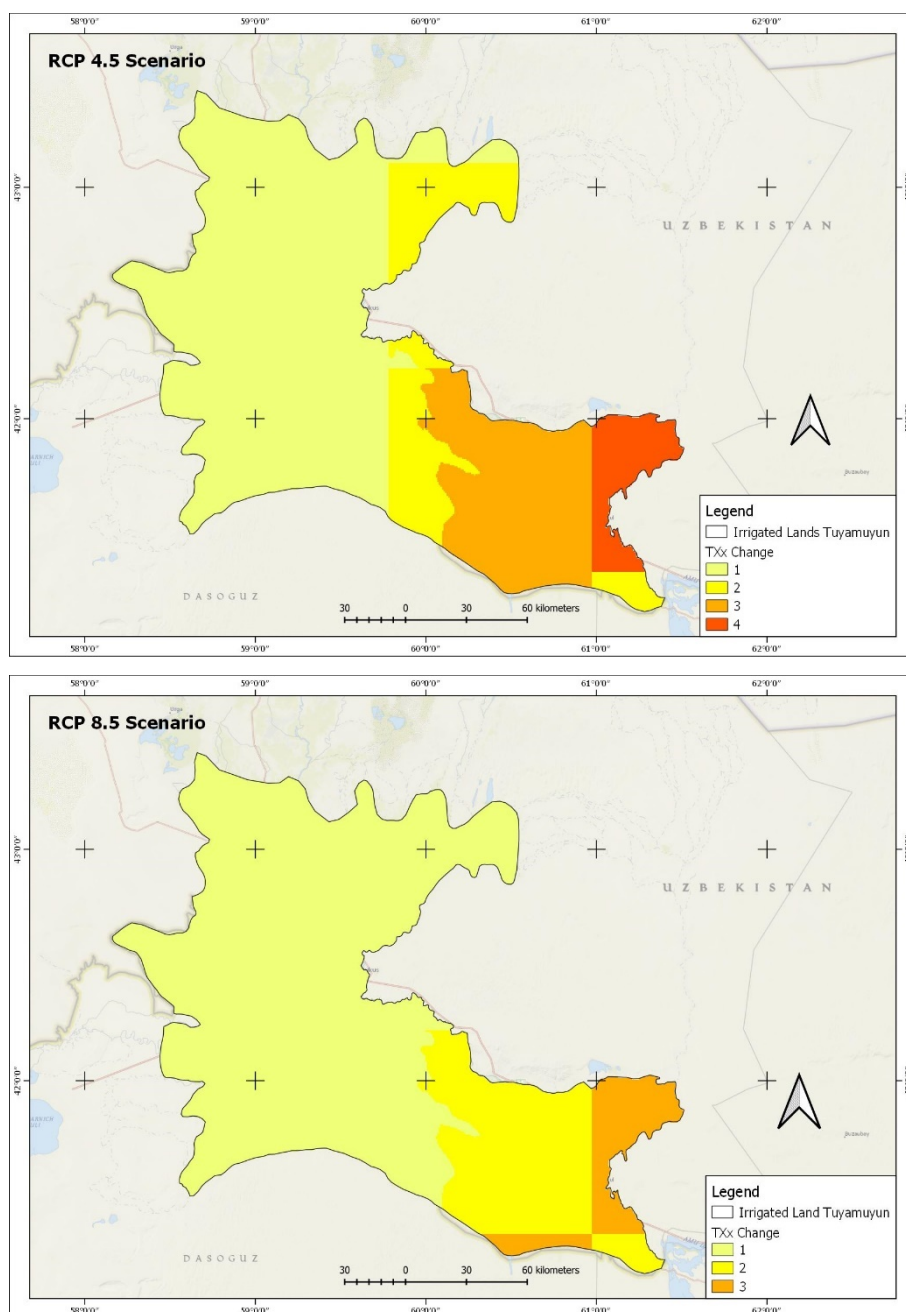 RCP 4.5 Scenario
58°0'0" 59°0'0" 60°0'0" 61°0'0" 62°0'0"
43°0'0"
42°0'0"
UZBEKISTAN
DASOGUZ
30 0 30 60 kilometers
Legend
Irrigated Lands Tuyamuyun
TXx Change
1
2
3
4
58°0'0" 59°0'0" 60°0'0" 61°0'0" 62°0'0"
RCP 8.5 Scenario
58°0'0" 59°0'0" 60°0'0" 61°0'0" 62°0'0"
43°0'0"
42°0'0"
UZBEKISTAN
DASOGUZ
30 0 30 60 kilometers
Legend
Irrigated Land Tuyamuyun
TXx Change
1
2
3
58°0'0" 59°0'0" 60°0'0" 61°0'0" 62°0'0"